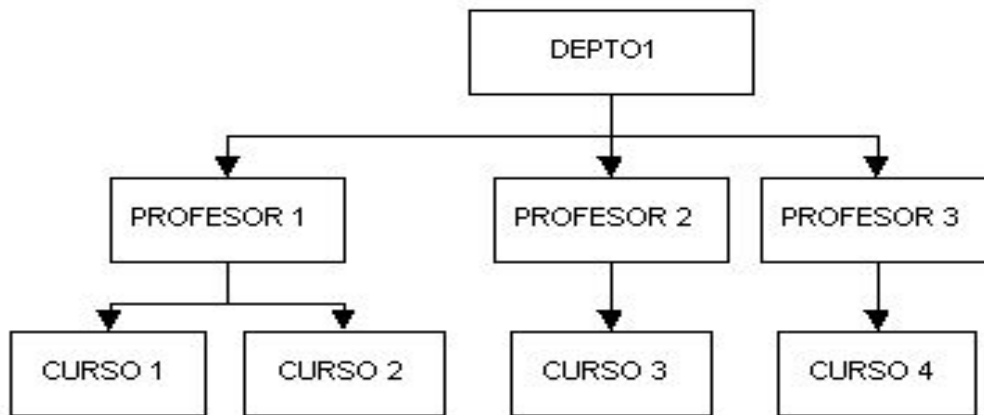 DEPTO1
PROFESOR 1
PROFESOR 2
PROFESOR 3
CURSO 1
CURSO 2
CURSO 3
CURSO 4